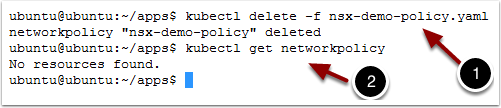 ubuntu@ubuntu:~/apps$ kubectl delete -f nsx-demo-policy.yaml
networkpolicy "nsx-demo-policy" deleted
ubuntu@ubuntu:~/apps$ kubectl get networkpolicy
No resources found.
ubuntu@ubuntu:~/apps$
1
2